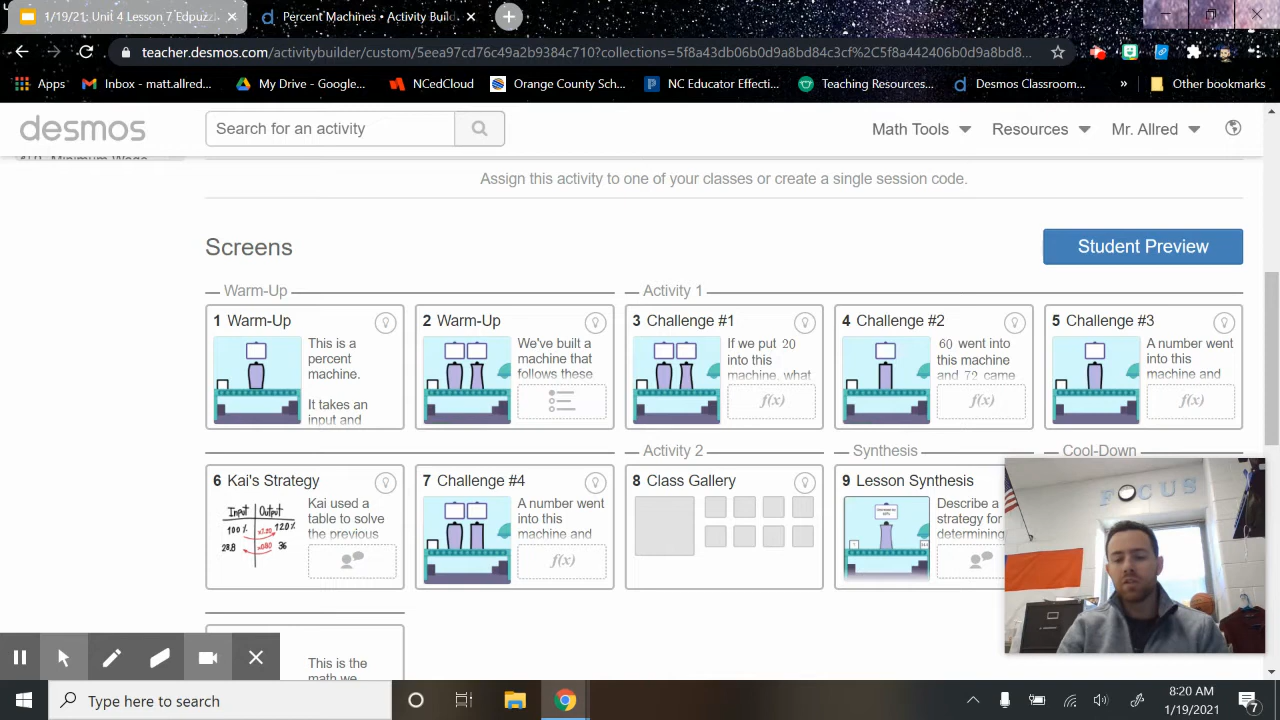 1/19/21: Unit 4 Lesson 7 Edpuzzl
Percent Machines • Activity Build
teacher.desmos.com/activitybuilder/custom/5eea97cd76c49a2b9384c710?collections=5f8a43db06b0d9a8bd84c3cf%2C5f8a442406b0d9a8bd8...
Apps
Inbox - matt.allred...
My Drive - Google...
NCedCloud
Orange County Sch...
NC Educator Effecti...
Teaching Resources...
Desmos Classroom...
»
Other bookmarks
desmos
Search for an activity
Math Tools
Resources
Mr. Allred
Assign this activity to one of your classes or create a single session code.
Screens
Student Preview
Warm-Up
Activity 1
1 Warm-Up
This is a
percent
machine.
It takes an
input and
2 Warm-Up
We've built a
machine that
follows these
3 Challenge #1
If we put 20
into this
machine, what
f(x)
4 Challenge #2
60 went into
this machine
and 72 came
f(x)
5 Challenge #3
A number went
into this
machine and
f(x)
Activity 2
Synthesis
Cool-Down
6 Kai's Strategy
Input Output
100% 120%
28.8 36
Kai used a
table to solve
the previous
7 Challenge #4
A number went
into this
machine and
f(x)
8 Class Gallery
9 Lesson Synthesis
Describe a
strategy for
determining
FOCUS
This is the
math we
Type here to search
8:20 AM
1/19/2021
7